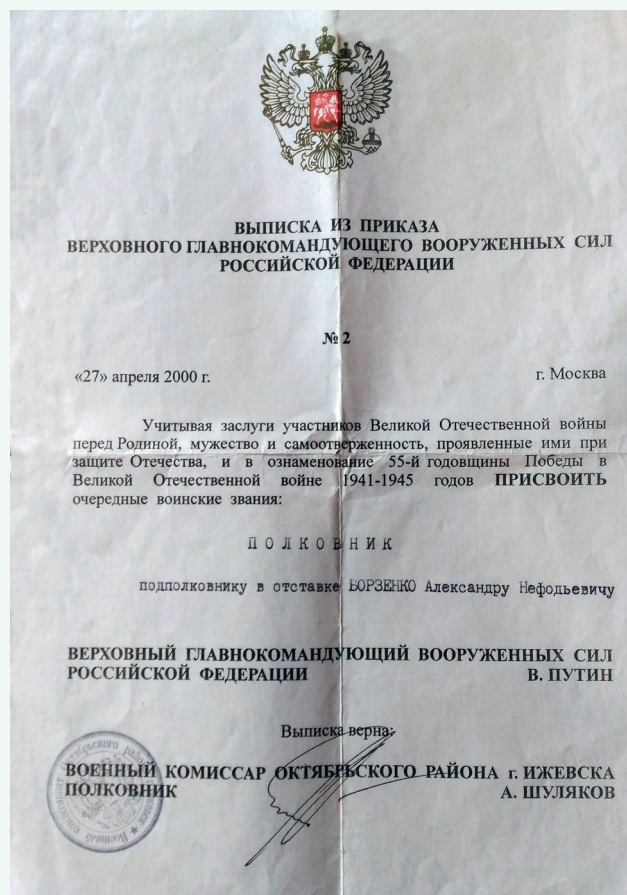 ВЫПИСКА ИЗ ПРИКАЗА
ВЕРХОВНОГО ГЛАВНОКОМАНДУЮЩЕГО ВООРУЖЕННЫХ СИЛ
РОССИЙСКОЙ ФЕДЕРАЦИИ
№ 2
«27» апреля 2000 г. г. Москва
Учитывая заслуги участников Великой Отечественной войны
перед Родиной, мужество и самоотверженность, проявленные ими при
защите Отечества, и в ознаменование 55-й годовщины Победы в
Великой Отечественной войне 1941-1945 годов ПРИСВОИТЬ
очередные воинские звания:
ПОЛКОВНИК
подполковнику в отставке БОРЗЕНКО Александру Нефодьевичу
ВЕРХОВНЫЙ ГЛАВНОКОМАНДУЮЩИЙ ВООРУЖЕННЫХ СИЛ
РОССИЙСКОЙ ФЕДЕРАЦИИ В. ПУТИН
Выписка верна:
ВОЕННЫЙ КОМИССАР ОКТЯБРЬСКОГО РАЙОНА г. ИЖЕВСКА
ПОЛКОВНИК А. ШУЛЯКОВ